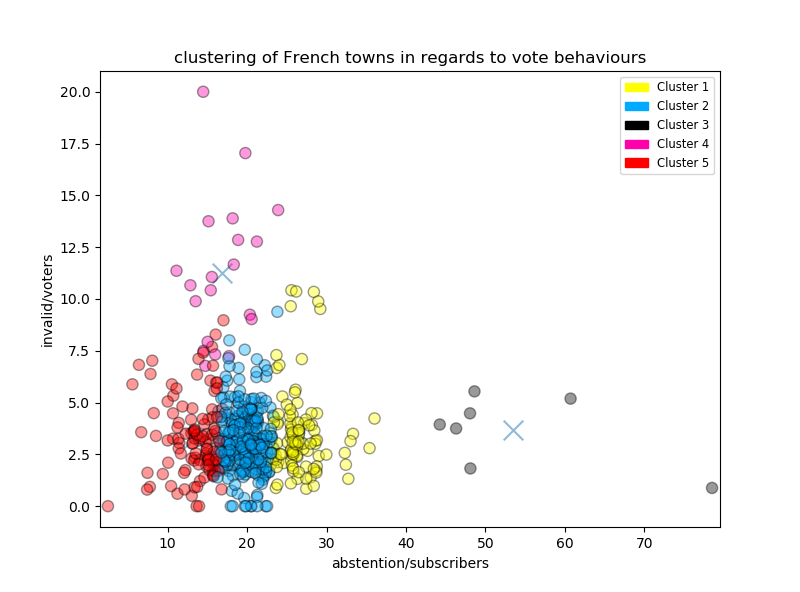 clustering of French towns in regards to vote behaviours
Cluster 1
Cluster 2
Cluster 3
Cluster 4
Cluster 5
invalid/voters
20.0
17.5
15.0
12.5
10.0
7.5
5.0
2.5
0.0
10 20 30 40 50 60 70
abstention/subscribers